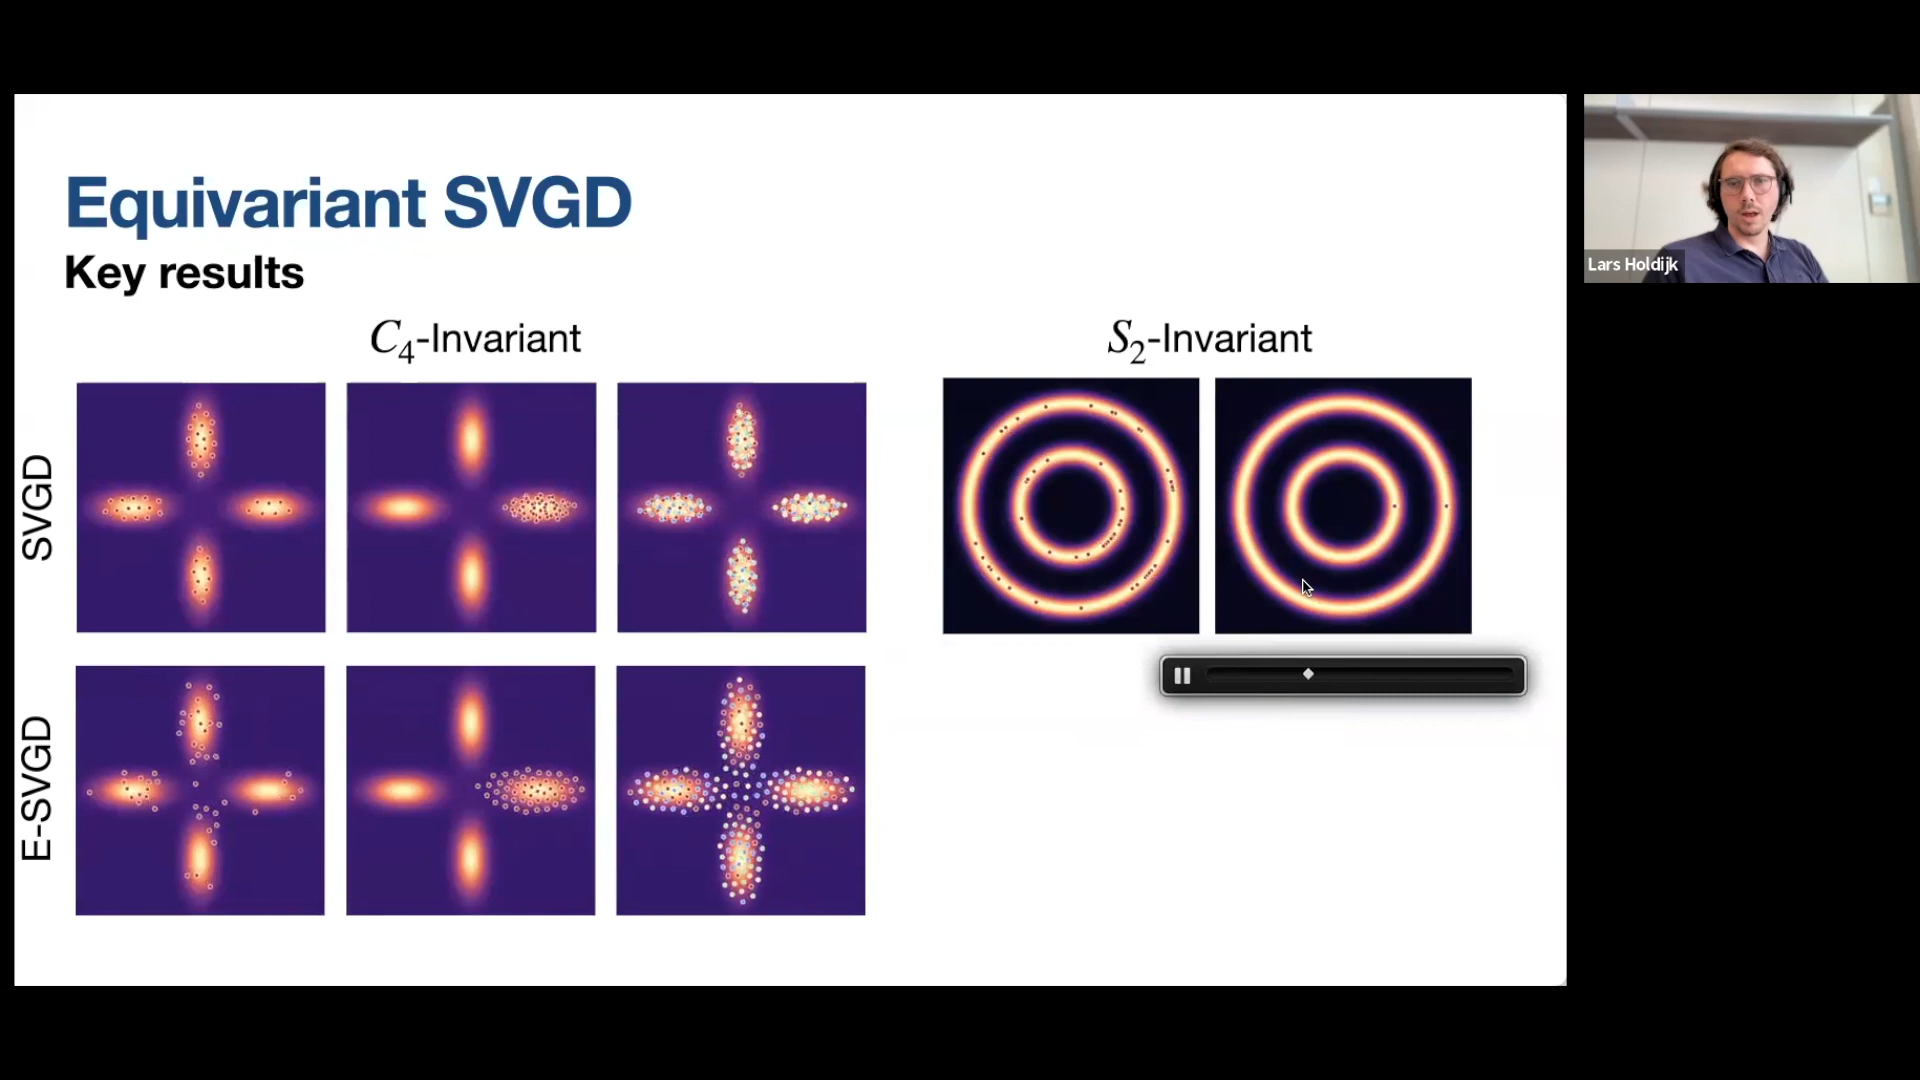 Equivariant SVGD
Key results
C₄-Invariant
S₂-Invariant
SVGD
E-SVGD
Lars Holdijk